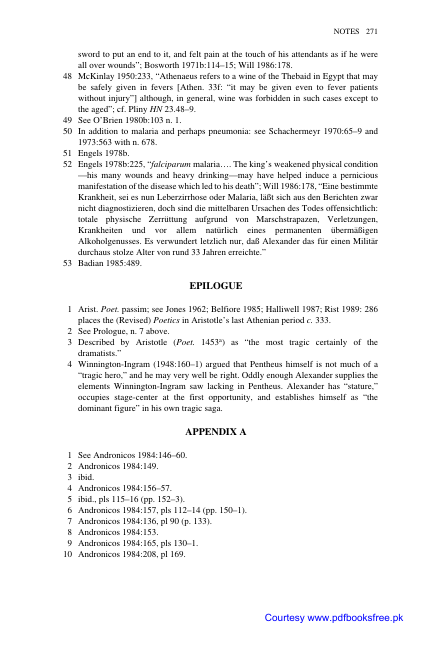 NOTES 271
sword to put an end to it, and felt pain at the touch of his attendants as if he were
all over wounds”; Bosworth 1971b:114–15; Will 1986:178.
48 McKinlay 1950:233, “Athenaeus refers to a wine of the Thebaid in Egypt that may
be safely given in fevers [Athen. 33f: “it may be given even to fever patients
without injury”] although, in general, wine was forbidden in such cases except to
the aged”; cf. Pliny HN 23.48–9.
49 See O’Brien 1980b:103 n. 1.
50 In addition to malaria and perhaps pneumonia: see Schachermeyr 1970:65–9 and
1973:563 with n. 678.
51 Engels 1978b.
52 Engels 1978b:225, “falciparum malaria…. The king’s weakened physical condition
—his many wounds and heavy drinking—may have helped induce a pernicious
manifestation of the disease which led to his death”; Will 1986:178, “Eine bestimmte
Krankheit, sei es nun Leberzirrhose oder Malaria, läßt sich aus den Berichten zwar
nicht diagnostizieren, doch sind die mittelbaren Ursachen des Todes offensichtlich:
totale physische Zerrüttung aufgrund von Marschstrapazen, Verletzungen,
Krankheiten und vor allem natürlich eines permanenten übermäßigen
Alkoholgenusses. Es verwundert letzlich nur, daß Alexander das für einen Militär
durchaus stolze Alter von rund 33 Jahren erreichte.”
53 Badian 1985:489.
EPILOGUE
1 Arist. Poet. passim; see Jones 1962; Belfiore 1985; Halliwell 1987; Rist 1989: 286
places the (Revised) Poetics in Aristotle’s last Athenian period c. 333.
2 See Prologue, n. 7 above.
3 Described by Aristotle (Poet. 1453ᵃ) as “the most tragic certainly of the
dramatists.”
4 Winnington-Ingram (1948:160–1) argued that Pentheus himself is not much of a
“tragic hero,” and he may very well be right. Oddly enough Alexander supplies the
elements Winnington-Ingram saw lacking in Pentheus. Alexander has “stature,”
occupies stage-center at the first opportunity, and establishes himself as “the
dominant figure” in his own tragic saga.
APPENDIX A
1 See Andronicos 1984:146–60.
2 Andronicos 1984:149.
3 ibid.
4 Andronicos 1984:156–57.
5 ibid., pls 115–16 (pp. 152–3).
6 Andronicos 1984:157, pls 112–14 (pp. 150–1).
7 Andronicos 1984:136, pl 90 (p. 133).
8 Andronicos 1984:153.
9 Andronicos 1984:165, pls 130–1.
10 Andronicos 1984:208, pl 169.
Courtesy www.pdfbooksfree.pk